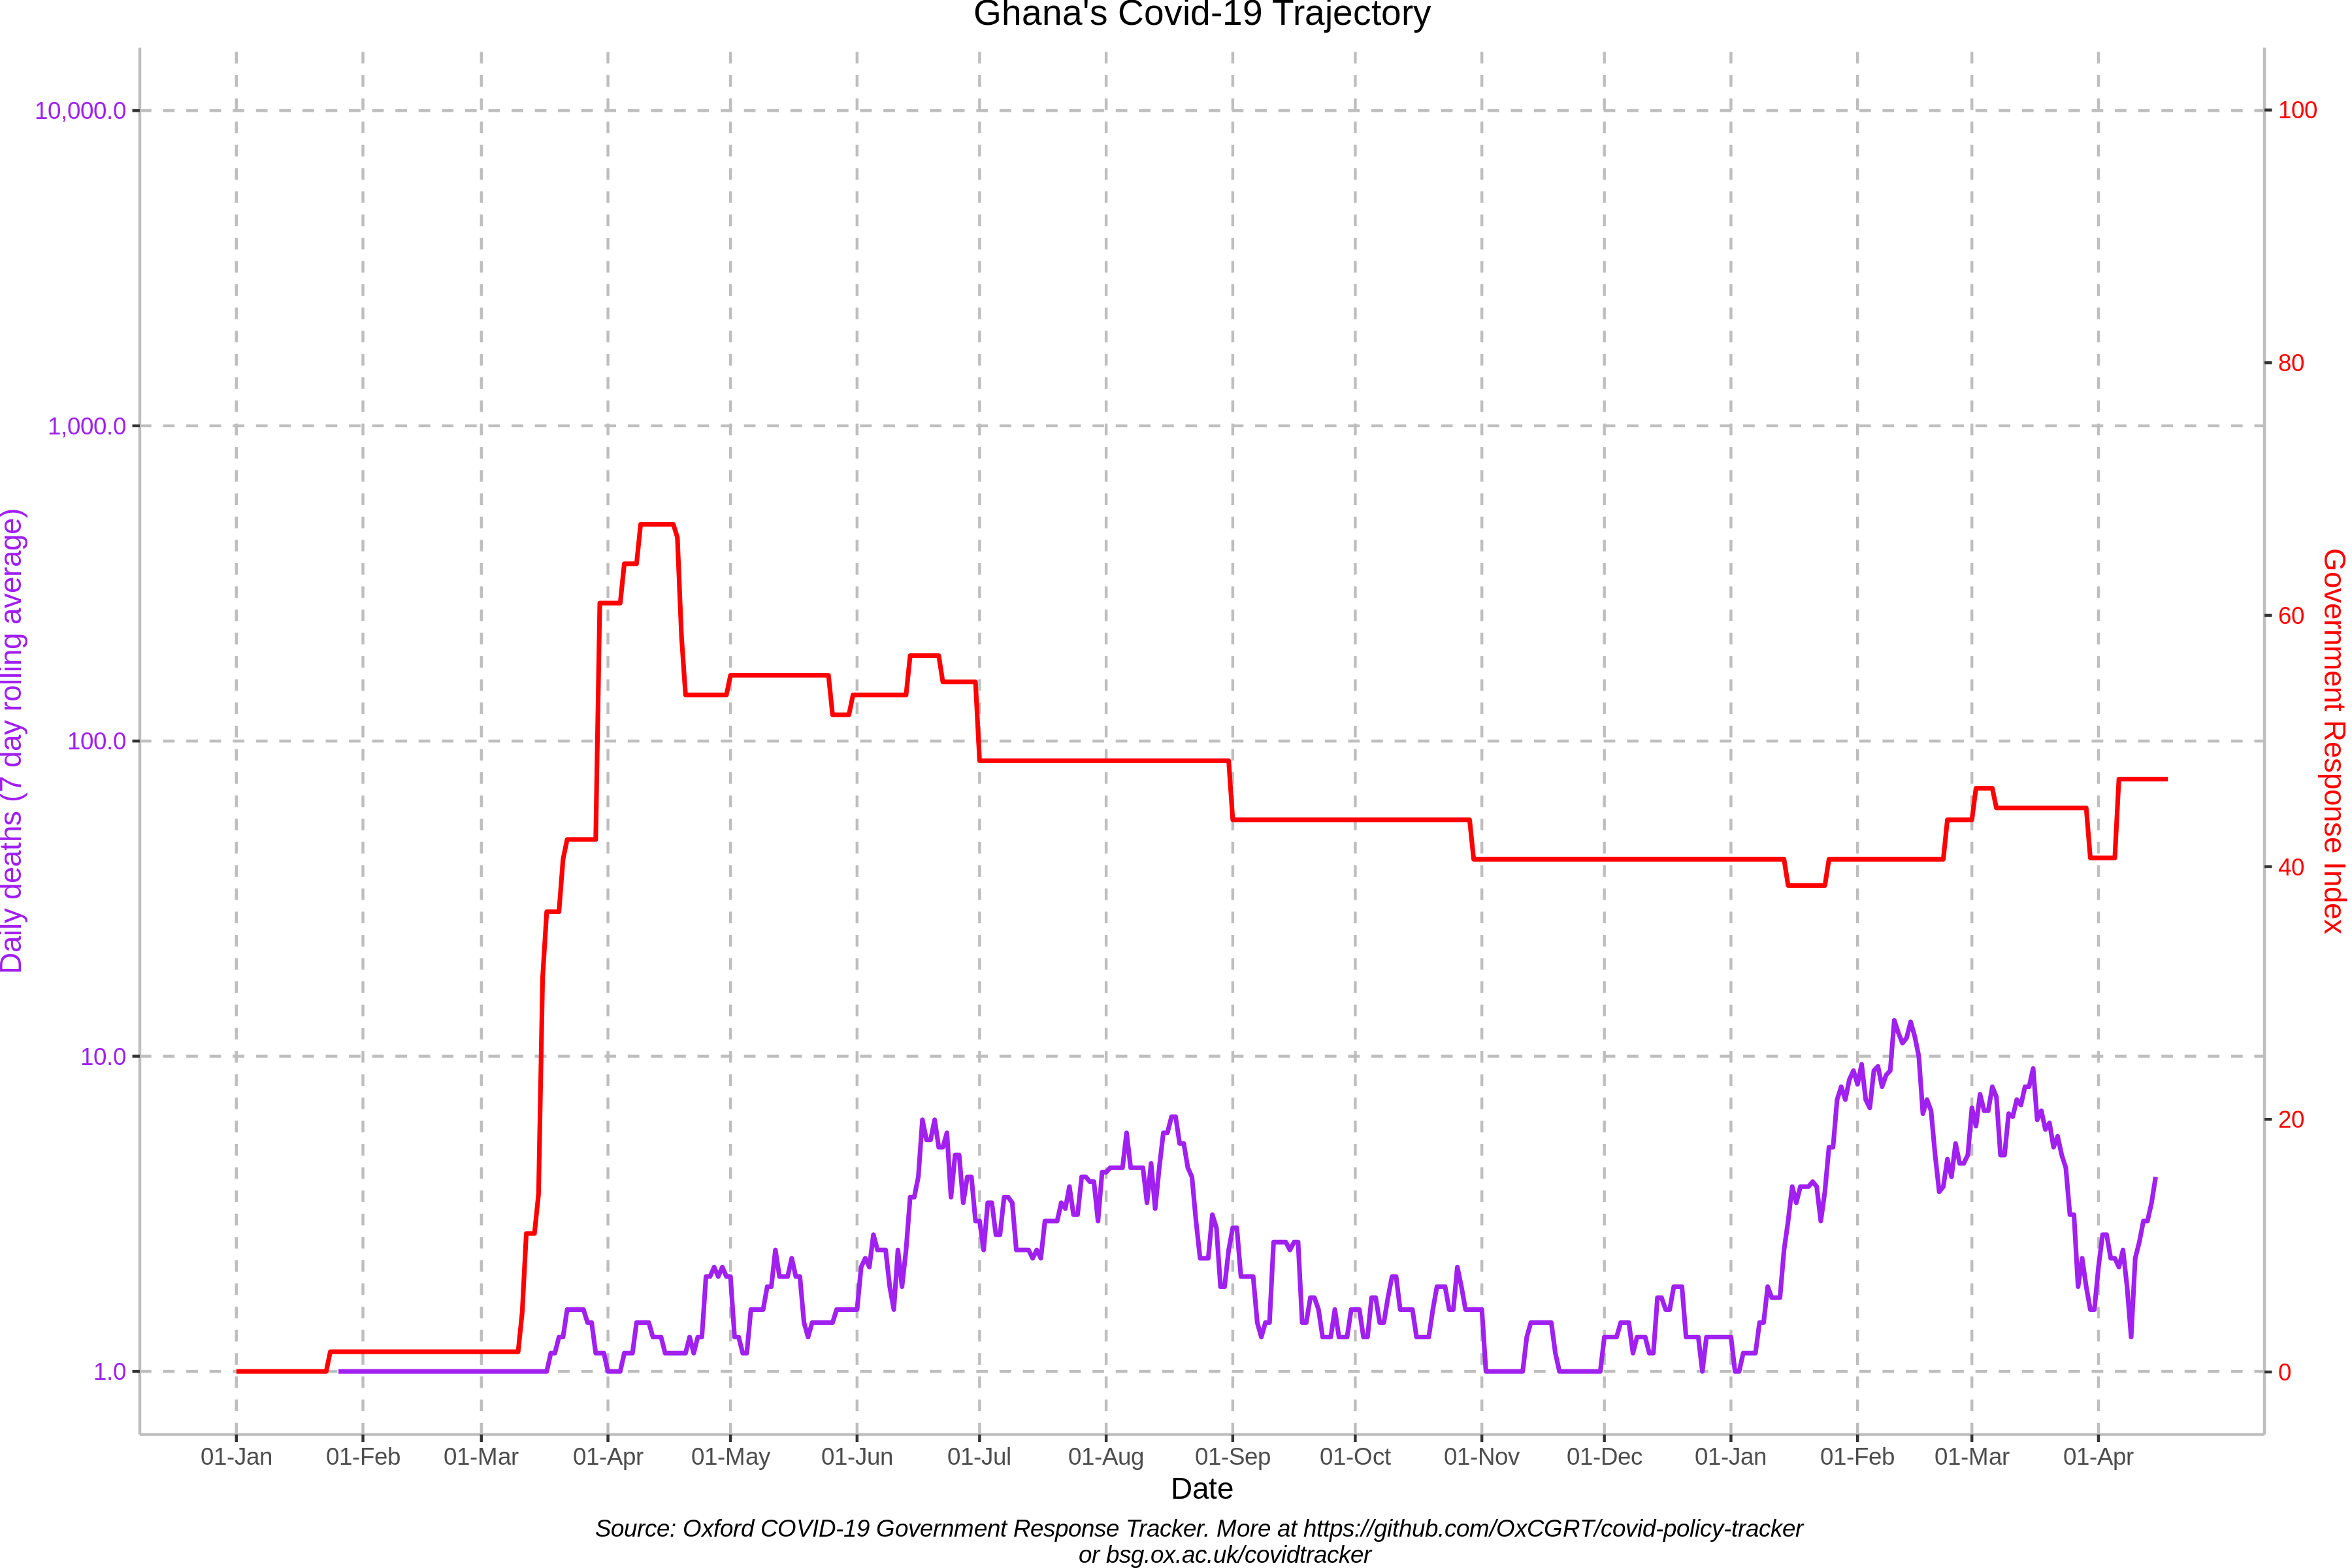 Ghana's Covid-19 Trajectory
10,000.0
1,000.0
100.0
10.0
1.0
Daily deaths (7 day rolling average)
100
80
60
40
20
0
Government Response Index
01-Jan 01-Feb 01-Mar 01-Apr 01-May 01-Jun 01-Jul 01-Aug 01-Sep 01-Oct 01-Nov 01-Dec 01-Jan 01-Feb 01-Mar 01-Apr
Date
Source: Oxford COVID-19 Government Response Tracker. More at https://github.com/OxCGRT/covid-policy-tracker
or bsg.ox.ac.uk/covidtracker